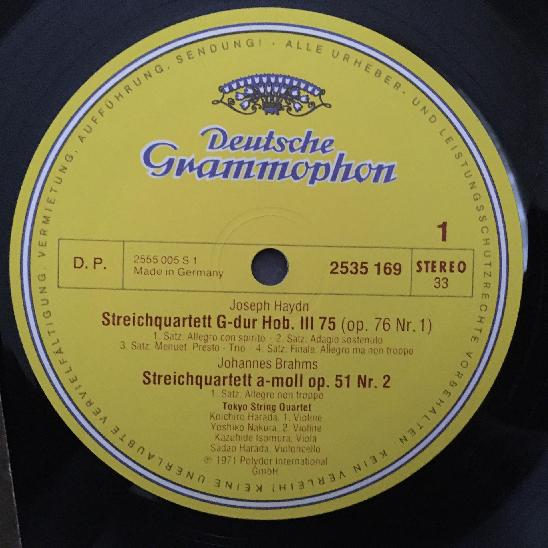 ALLE URHEBER- UND LEISTUNGSSCHUTZRECHTE VORBEHALTEN· KEIN VERLEIH! KEINE UNERLAUBTE VERVIELFÄLTIGUNG, VERMIETUNG, AUFFÜHRUNG, SENDUNG! ·
Deutsche
Grammophon
1
D. P.
2555 005 S 1
Made in Germany
2535 169
STEREO
33
Joseph Haydn
Streichquartett G-dur Hob. III 75 (op. 76 Nr. 1)
1. Satz: Allegro con spirito · 2. Satz: Adagio sostenuto
3. Satz: Menuet. Presto - Trio · 4. Satz: Finale. Allegro ma non troppo
Johannes Brahms
Streichquartett a-moll op. 51 Nr. 2
1. Satz: Allegro non troppo
Tokyo String Quartet
Koichiro Harada, 1. Violine
Yoshiko Nakura, 2. Violine
Kazuhide Isomura, Viola
Sadao Harada, Violoncello
℗ 1971 Polydor International
GmbH